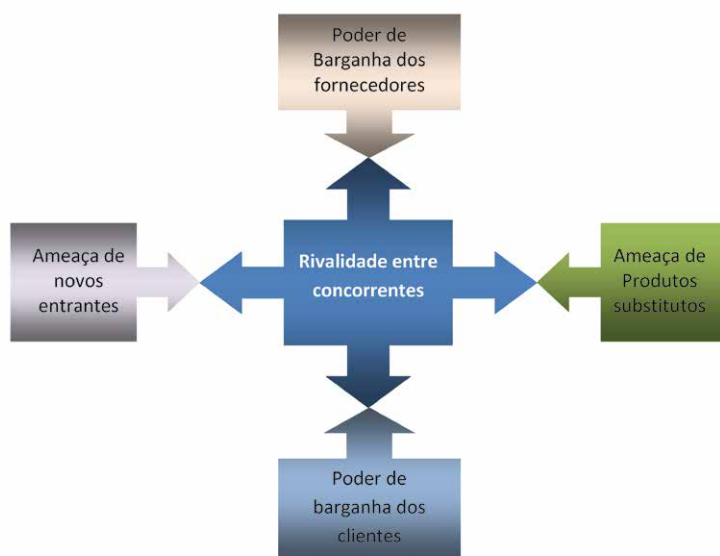 Poder de
Barganha dos
fornecedores
Ameaça de
novos
entrantes
Rivalidade entre
concorrentes
Ameaça de
Produtos
substitutos
Poder de
barganha dos
clientes